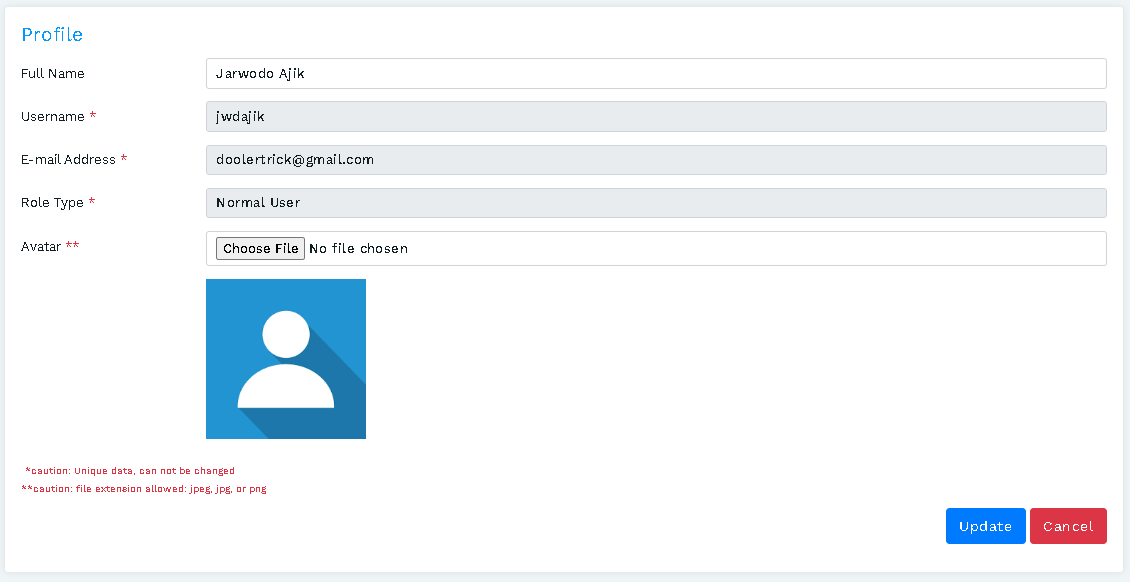 Profile
Full Name Jarwodo Ajik
Username * jwdajik
E-mail Address * doolertrick@gmail.com
Role Type * Normal User
Avatar ** Choose File No file chosen
*caution: Unique data, can not be changed
**caution: file extension allowed: jpeg, jpg, or png
Update Cancel